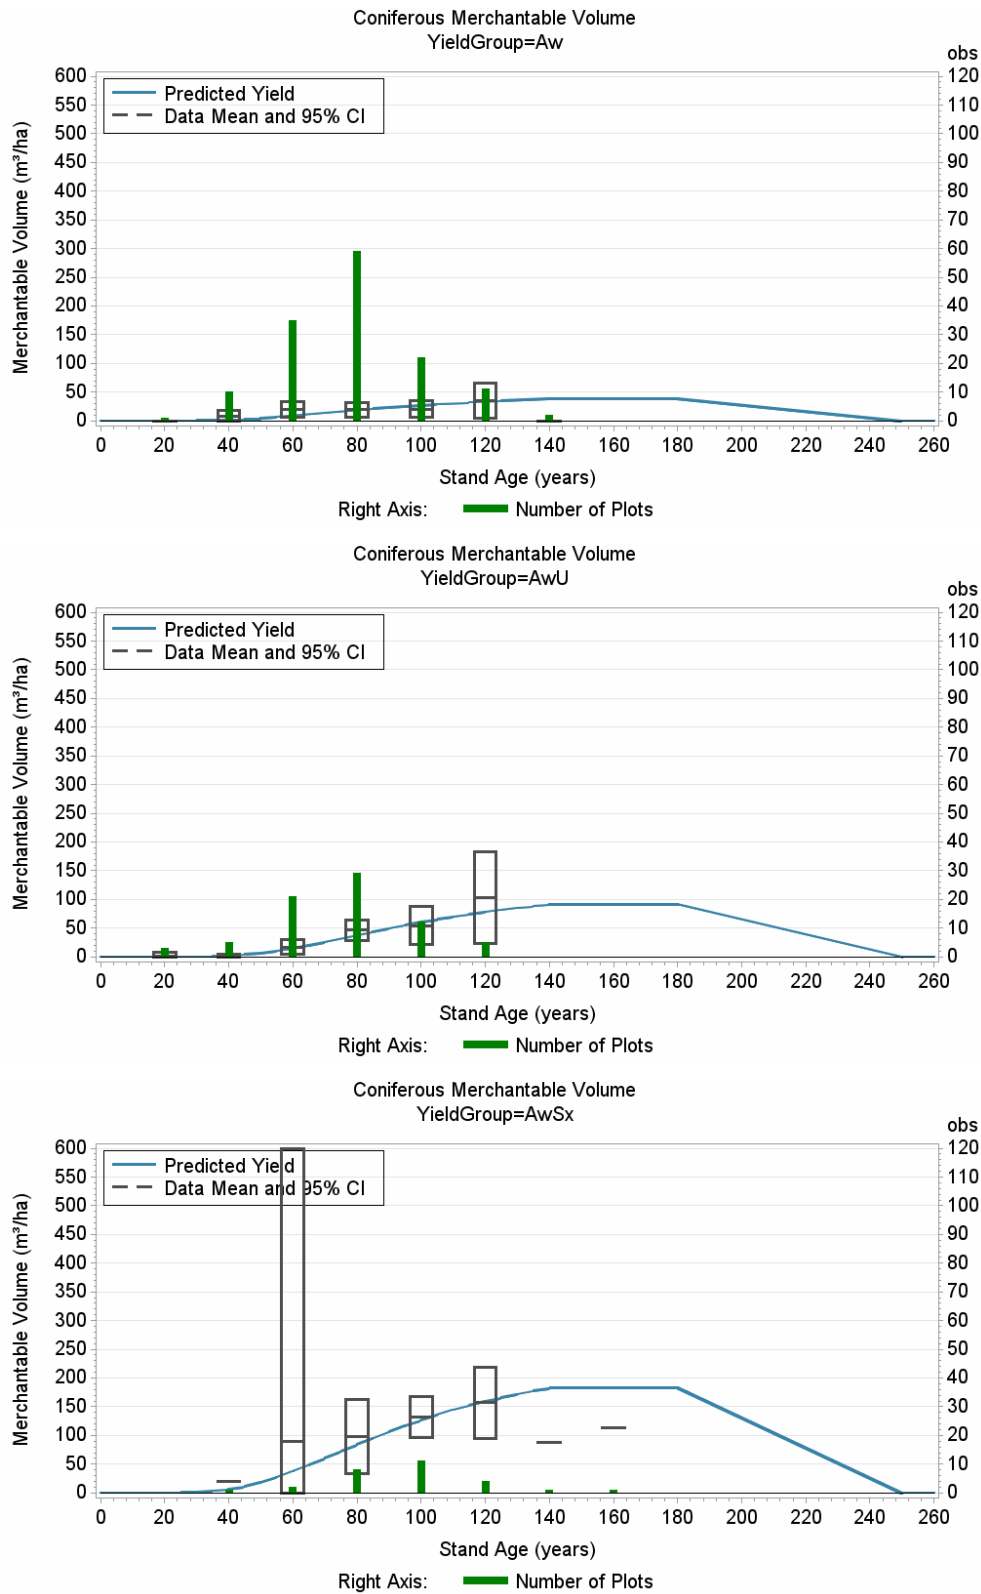 Coniferous Merchantable Volume
YieldGroup=Aw
obs
Predicted Yield
Data Mean and 95% CI
Merchantable Volume (m³/ha)
600 550 500 450 400 350 300 250 200 150 100 50 0
120 110 100 90 80 70 60 50 40 30 20 10 0
0 20 40 60 80 100 120 140 160 180 200 220 240 260
Stand Age (years)
Right Axis: Number of Plots
Coniferous Merchantable Volume
YieldGroup=AwU
obs
Predicted Yield
Data Mean and 95% CI
Merchantable Volume (m³/ha)
600 550 500 450 400 350 300 250 200 150 100 50 0
120 110 100 90 80 70 60 50 40 30 20 10 0
0 20 40 60 80 100 120 140 160 180 200 220 240 260
Stand Age (years)
Right Axis: Number of Plots
Coniferous Merchantable Volume
YieldGroup=AwSx
obs
Predicted Yield
Data Mean and 95% CI
Merchantable Volume (m³/ha)
600 550 500 450 400 350 300 250 200 150 100 50 0
120 110 100 90 80 70 60 50 40 30 20 10 0
0 20 40 60 80 100 120 140 160 180 200 220 240 260
Stand Age (years)
Right Axis: Number of Plots